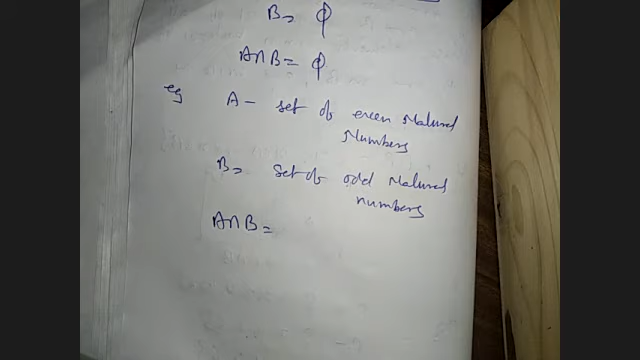 B = ϕ
A∩B = ϕ
eg A - set of even Natural
Numbers
B = set of odd Natural
numbers
A∩B =